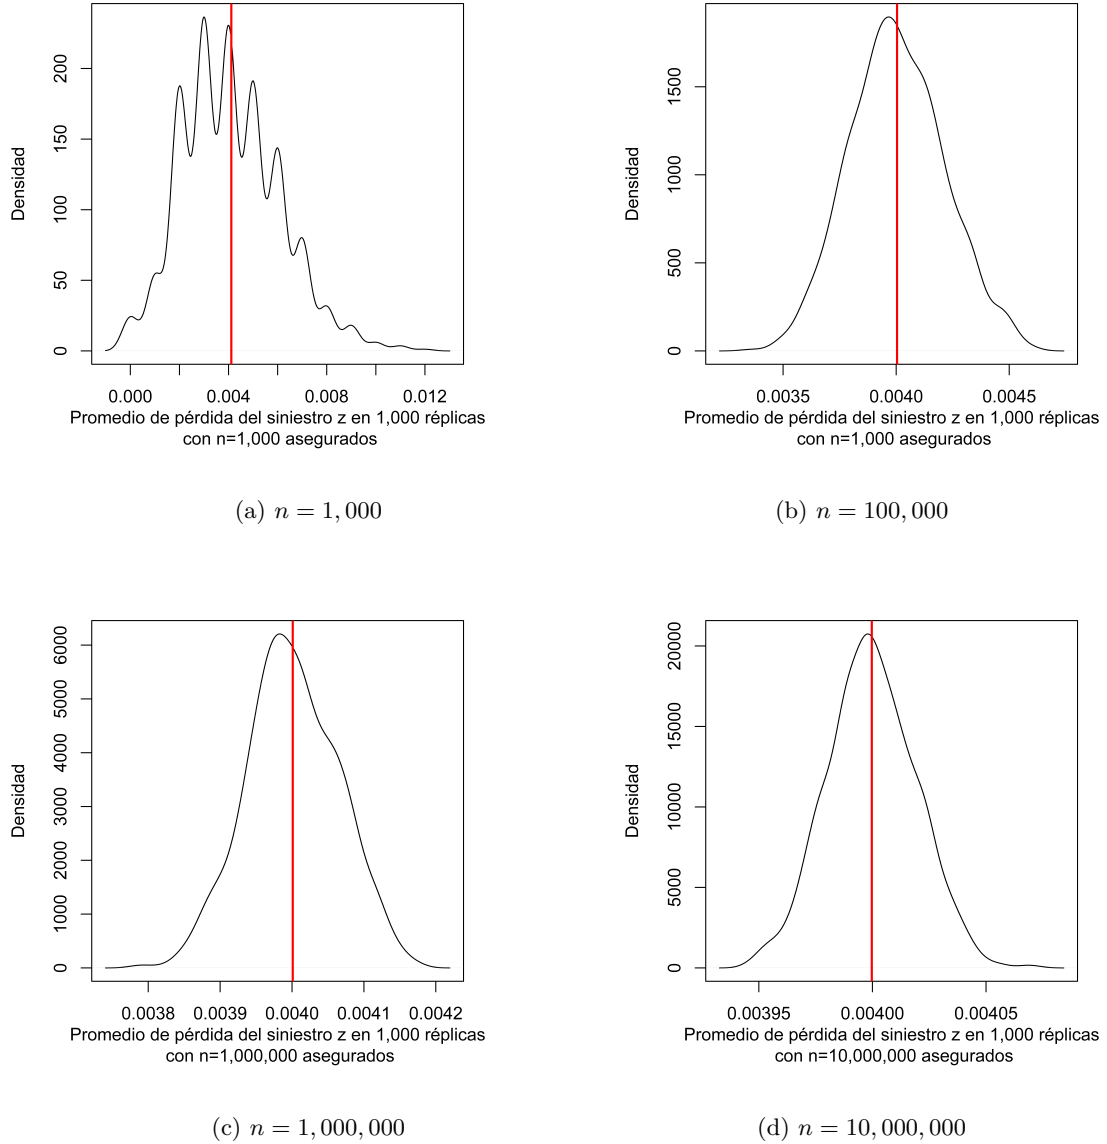 Densidad
0 50 100 150 200
0.000 0.004 0.008 0.012
Promedio de pérdida del siniestro z en 1,000 réplicas
con n=1,000 asegurados
(a) n = 1, 000
Densidad
0 500 1000 1500
0.0035 0.0040 0.0045
Promedio de pérdida del siniestro z en 1,000 réplicas
con n=1,000 asegurados
(b) n = 100, 000
Densidad
0 1000 2000 3000 4000 5000 6000
0.0038 0.0039 0.0040 0.0041 0.0042
Promedio de pérdida del siniestro z en 1,000 réplicas
con n=1,000,000 asegurados
(c) n = 1, 000, 000
Densidad
0 5000 10000 15000 20000
0.00395 0.00400 0.00405
Promedio de pérdida del siniestro z en 1,000 réplicas
con n=10,000,000 asegurados
(d) n = 10, 000, 000